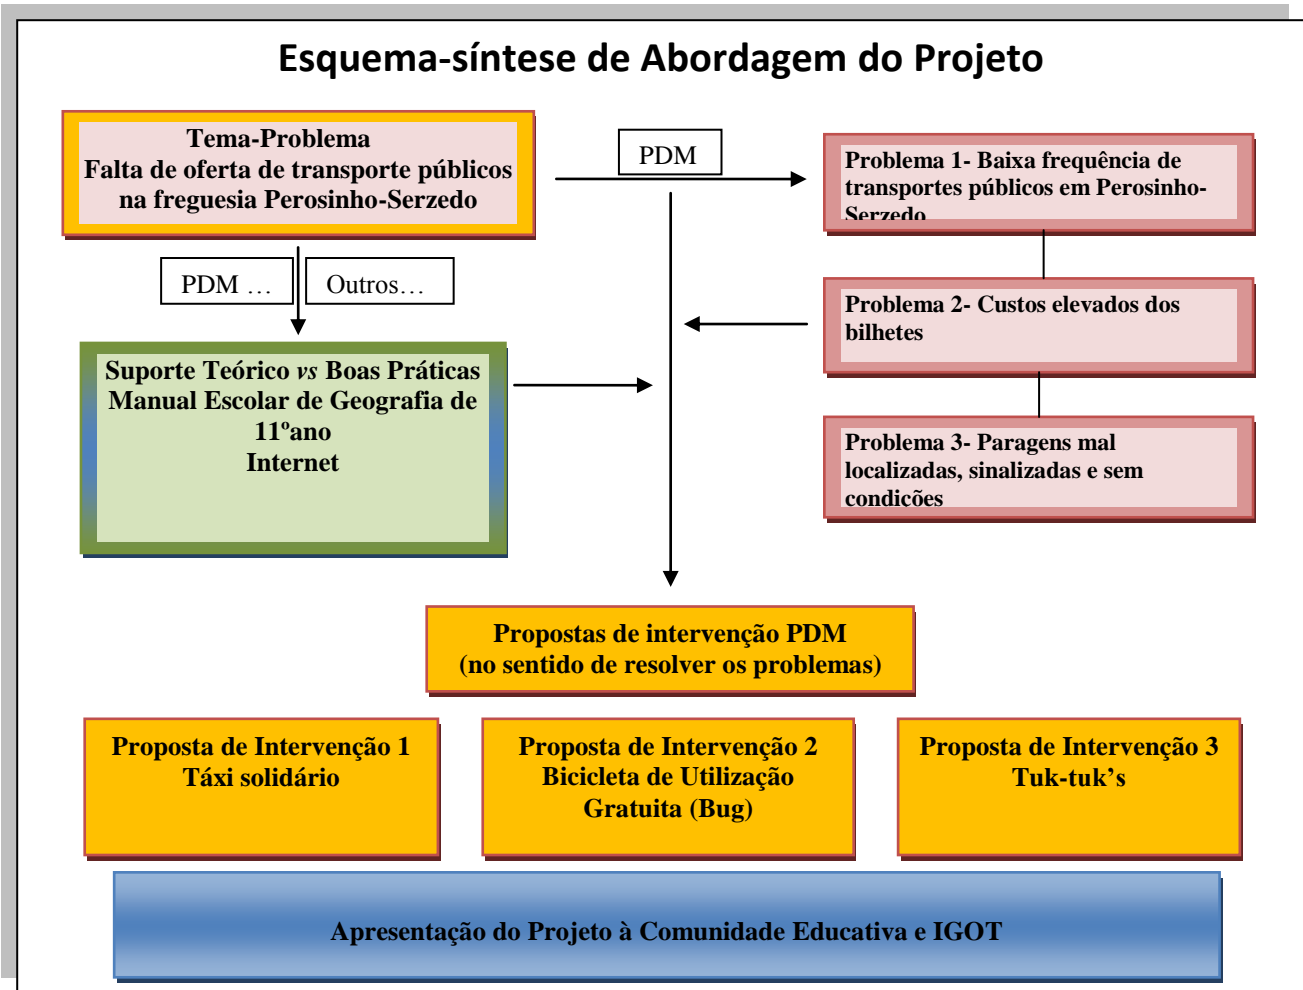 Esquema-síntese de Abordagem do Projeto
Tema-Problema
Falta de oferta de transporte públicos
na freguesia Perosinho-Serzedo
PDM
Problema 1- Baixa frequência de
transportes públicos em Perosinho-
Serzedo
PDM …
Outros…
Problema 2- Custos elevados dos
bilhetes
Suporte Teórico vs Boas Práticas
Manual Escolar de Geografia de
11ºano
Internet
Problema 3- Paragens mal
localizadas, sinalizadas e sem
condições
Propostas de intervenção PDM
(no sentido de resolver os problemas)
Proposta de Intervenção 1
Táxi solidário
Proposta de Intervenção 2
Bicicleta de Utilização
Gratuita (Bug)
Proposta de Intervenção 3
Tuk-tuk’s
Apresentação do Projeto à Comunidade Educativa e IGOT